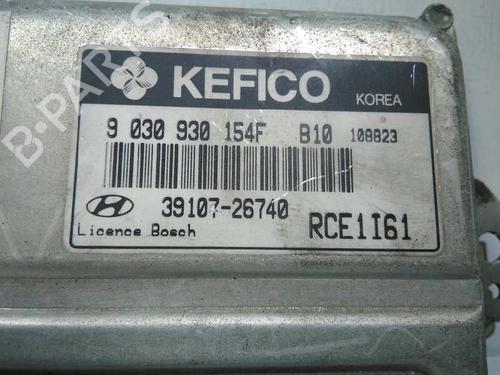 KEFICO
KOREA
9 030 930 154F B10 108823
39107-26740
RCE1I61
Licence Bosch
B-PARTS